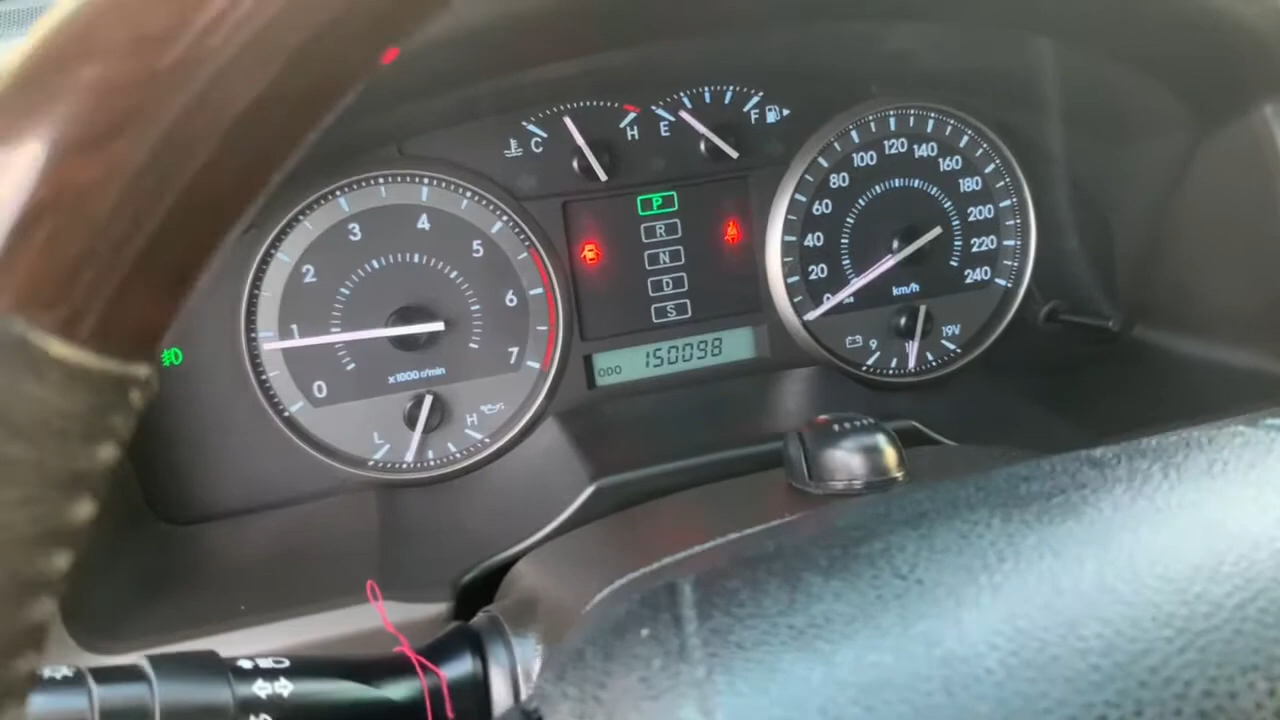 C H
E F
0 1 2 3 4 5 6 7
x1000 r/min
L H
P
R
N
D
S
ODO 150098
0 20 40 60 80 100 120 140 160 180 200 220 240
km/h
9 19V